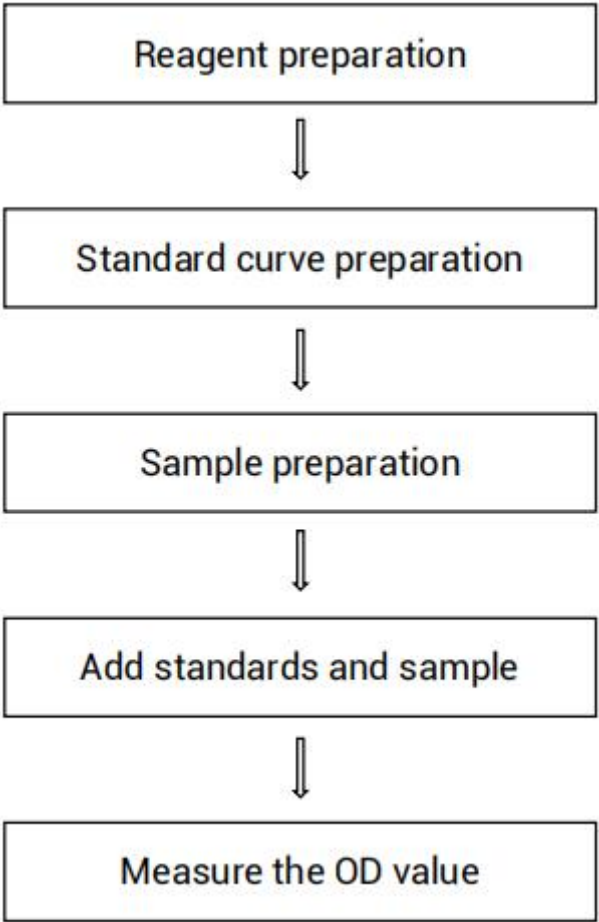 Reagent preparation
Standard curve preparation
Sample preparation
Add standards and sample
Measure the OD value